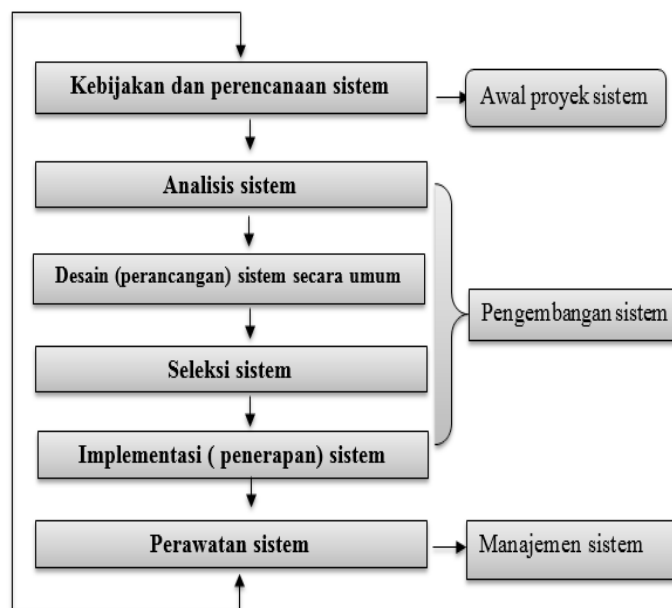 Kebijakan dan perencanaan sistem
Awal proyek sistem
Analisis sistem
Desain (perancangan) sistem secara umum
Pengembangan sistem
Seleksi sistem
Implementasi ( penerapan) sistem
Perawatan sistem
Manajemen sistem